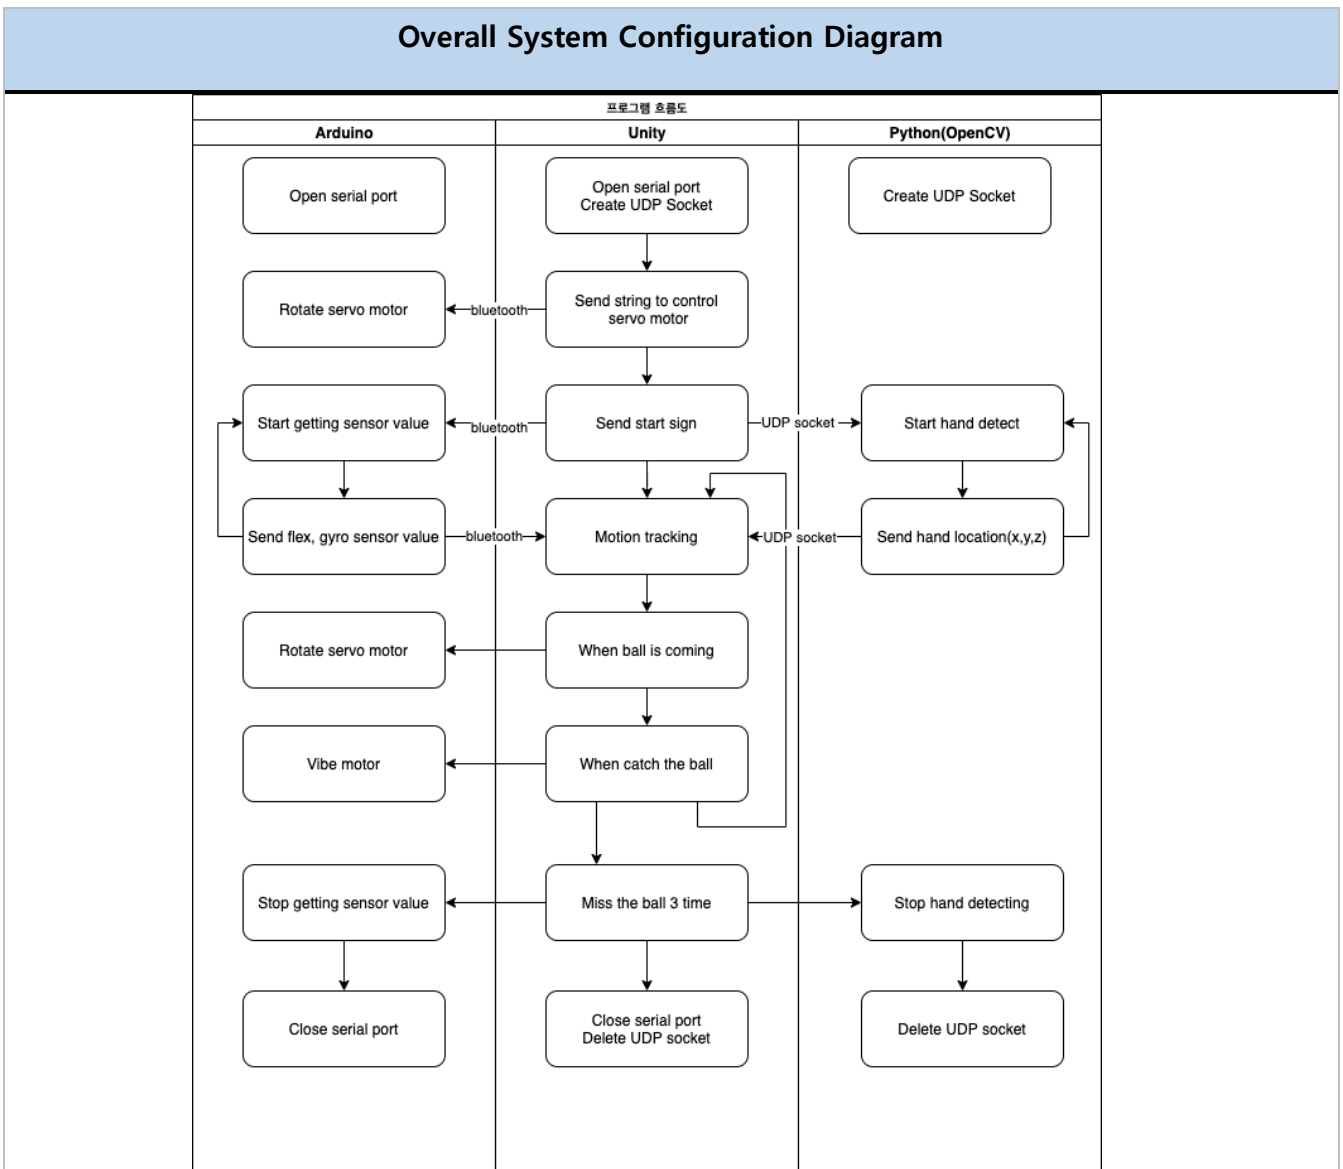 Overall System Configuration Diagram
프로그램 흐름도
Arduino
Unity
Python(OpenCV)
Open serial port
Open serial port
Create UDP Socket
Create UDP Socket
Rotate servo motor
bluetooth
Send string to control
servo motor
Start getting sensor value
bluetooth
Send start sign
UDP socket
Start hand detect
Send flex, gyro sensor value
bluetooth
Motion tracking
UDP socket
Send hand location(x,y,z)
Rotate servo motor
When ball is coming
Vibe motor
When catch the ball
Stop getting sensor value
Miss the ball 3 time
Stop hand detecting
Close serial port
Close serial port
Delete UDP socket
Delete UDP socket